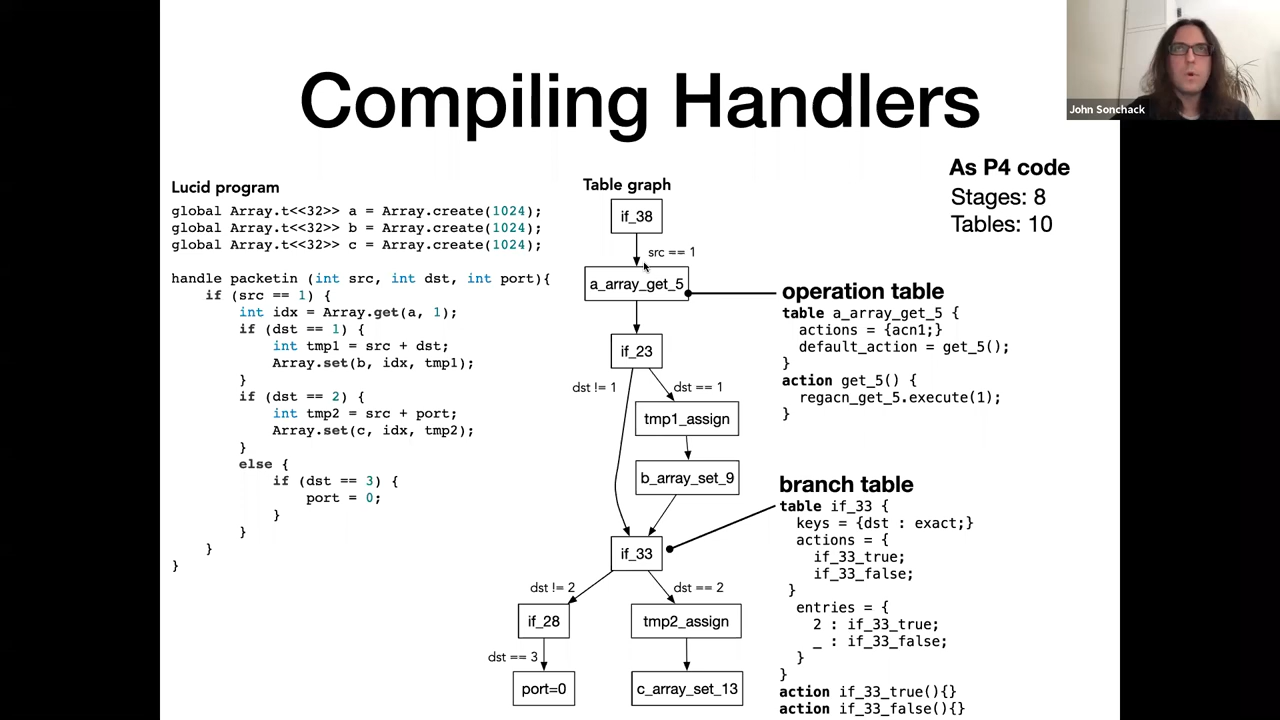 Compiling Handlers
John Sonchack
Lucid program
global Array.t<<32>> a = Array.create(1024);
global Array.t<<32>> b = Array.create(1024);
global Array.t<<32>> c = Array.create(1024);
handle packetin (int src, int dst, int port){
if (src == 1) {
int idx = Array.get(a, 1);
if (dst == 1) {
int tmp1 = src + dst;
Array.set(b, idx, tmp1);
}
if (dst == 2) {
int tmp2 = src + port;
Array.set(c, idx, tmp2);
}
else {
if (dst == 3) {
port = 0;
}
}
}
}
Table graph
if_38
src == 1
a_array_get_5
if_23
dst != 1
dst == 1
tmp1_assign
b_array_set_9
if_33
dst != 2
dst == 2
if_28
tmp2_assign
dst == 3
port=0
c_array_set_13
As P4 code
Stages: 8
Tables: 10
operation table
table a_array_get_5 {
actions = {acn1;}
default_action = get_5();
}
action get_5() {
regacn_get_5.execute(1);
}
branch table
table if_33 {
keys = {dst : exact;}
actions = {
if_33_true;
if_33_false;
}
entries = {
2 : if_33_true;
_ : if_33_false;
}
}
action if_33_true(){}
action if_33_false(){}